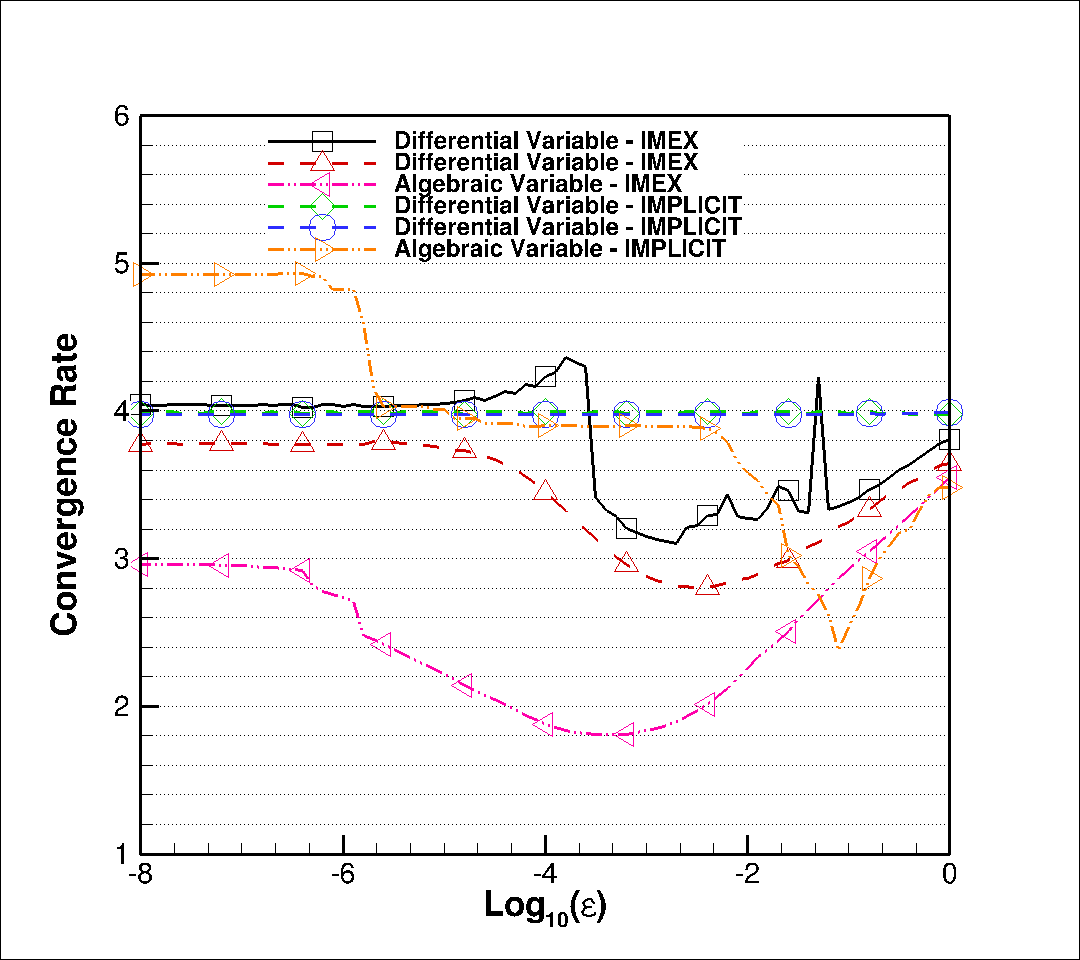 6
Differential Variable - IMEX
Differential Variable - IMEX
Algebraic Variable - IMEX
Differential Variable - IMPLICIT
Differential Variable - IMPLICIT
Algebraic Variable - IMPLICIT
5
4
3
2
1
Convergence Rate
-8 -6 -4 -2 0
Log₁₀(ε)